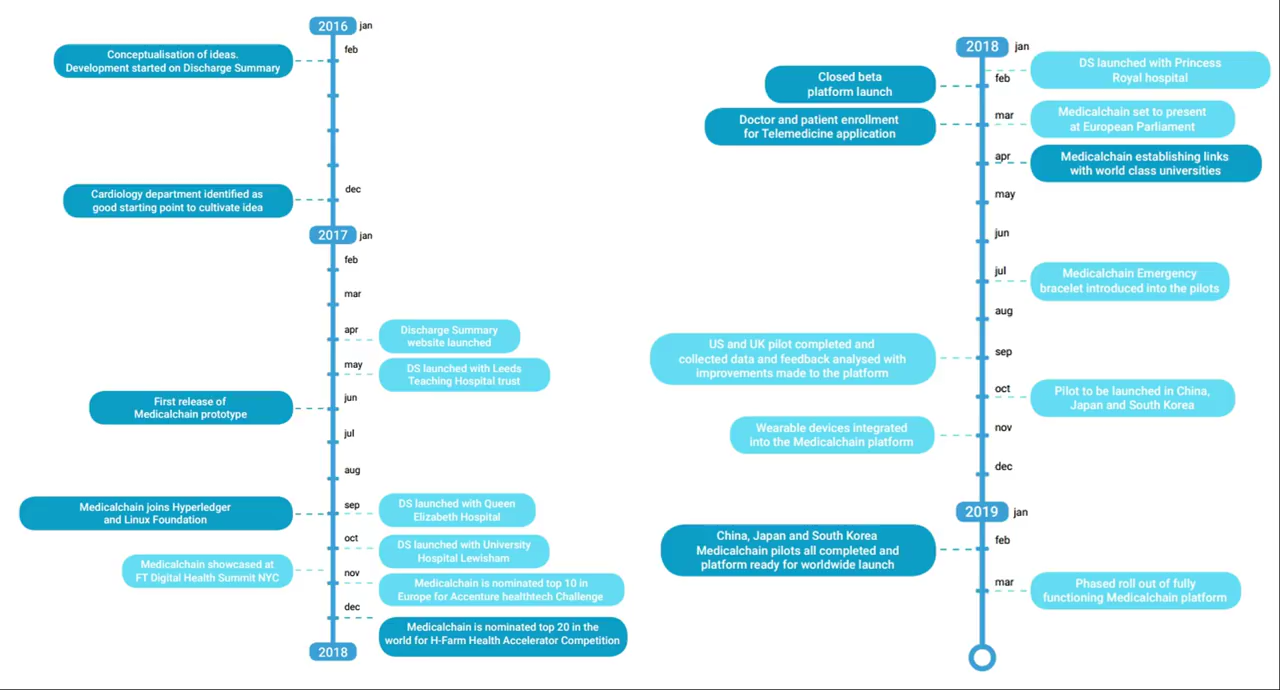 2016 jan
feb
Conceptualisation of ideas.
Development started on Discharge Summary
dec
Cardiology department identified as
good starting point to cultivate idea
2017 jan
feb
mar
apr
Discharge Summary
website launched
may
DS launched with Leeds
Teaching Hospital trust
jun
First release of
Medicalchain prototype
jul
aug
sep
Medicalchain joins Hyperledger
and Linux Foundation
DS launched with Queen
Elizabeth Hospital
oct
DS launched with University
Hospital Lewisham
Medicalchain showcased at
FT Digital Health Summit NYC
nov
Medicalchain is nominated top 10 in
Europe for Accenture healthtech Challenge
dec
Medicalchain is nominated top 20 in the
world for H-Farm Health Accelerator Competition
2018
2018 jan
DS launched with Princess
Royal hospital
feb
Closed beta
platform launch
mar
Doctor and patient enrollment
for Telemedicine application
Medicalchain set to present
at European Parliament
apr
Medicalchain establishing links
with world class universities
may
jun
jul
Medicalchain Emergency
bracelet introduced into the pilots
aug
sep
US and UK pilot completed and
collected data and feedback analysed with
improvements made to the platform
oct
Pilot to be launched in China,
Japan and South Korea
nov
Wearable devices integrated
into the Medicalchain platform
dec
2019 jan
feb
China, Japan and South Korea
Medicalchain pilots all completed and
platform ready for worldwide launch
mar
Phased roll out of fully
functioning Medicalchain platform